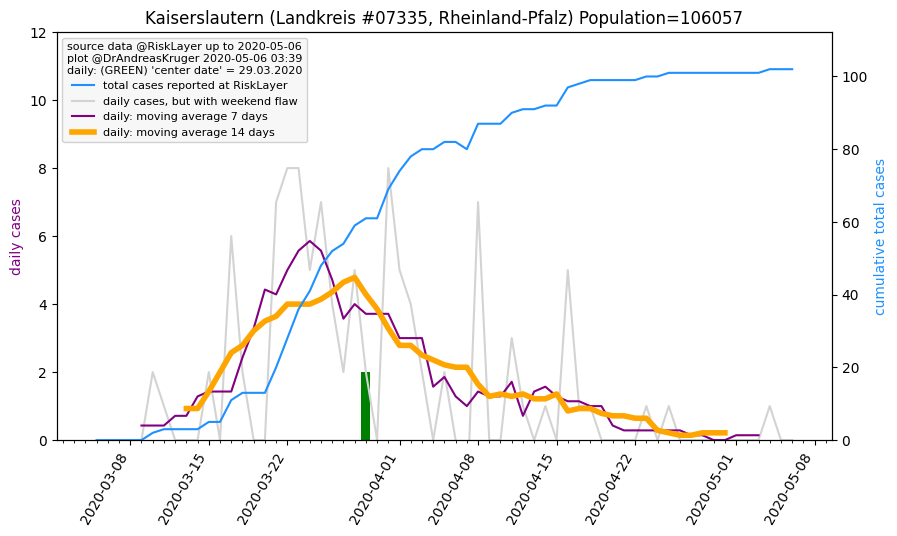 Kaiserslautern (Landkreis #07335, Rheinland-Pfalz) Population=106057
source data @RiskLayer up to 2020-05-06
plot @DrAndreasKruger 2020-05-06 03:39
daily: (GREEN) 'center date' = 29.03.2020
total cases reported at RiskLayer
daily cases, but with weekend flaw
daily: moving average 7 days
daily: moving average 14 days
daily cases
12
10
8
6
4
2
0
100
80
60
40
20
0
cumulative total cases
2020-03-08
2020-03-15
2020-03-22
2020-04-01
2020-04-08
2020-04-15
2020-04-22
2020-05-01
2020-05-08